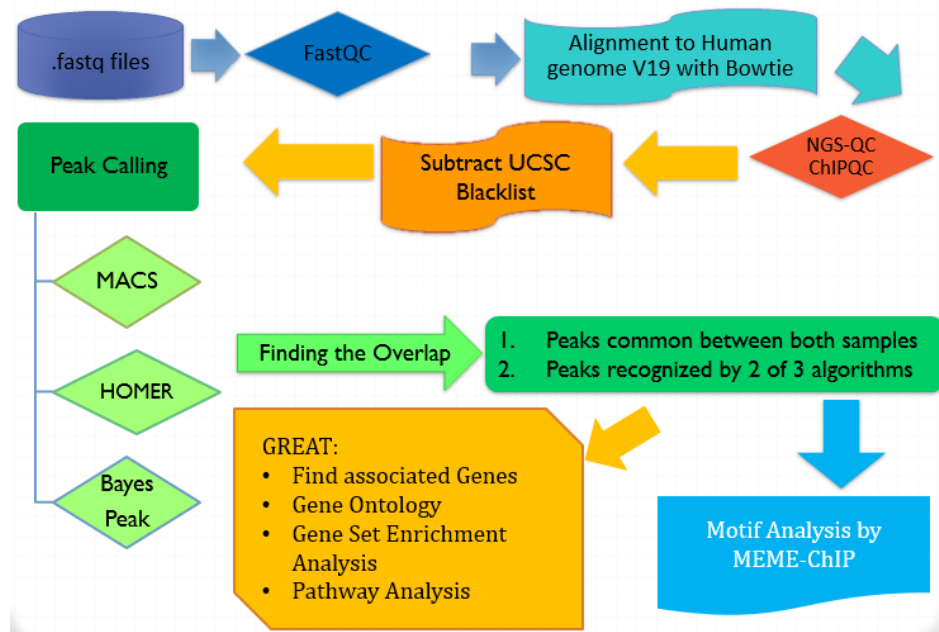 .fastq files
FastQC
Alignment to Human
genome V19 with Bowtie
NGS-QC
ChIPQC
Subtract UCSC
Blacklist
Peak Calling
MACS
HOMER
Bayes
Peak
Finding the Overlap
1. Peaks common between both samples
2. Peaks recognized by 2 of 3 algorithms
GREAT:
• Find associated Genes
• Gene Ontology
• Gene Set Enrichment
Analysis
• Pathway Analysis
Motif Analysis by
MEME-ChIP